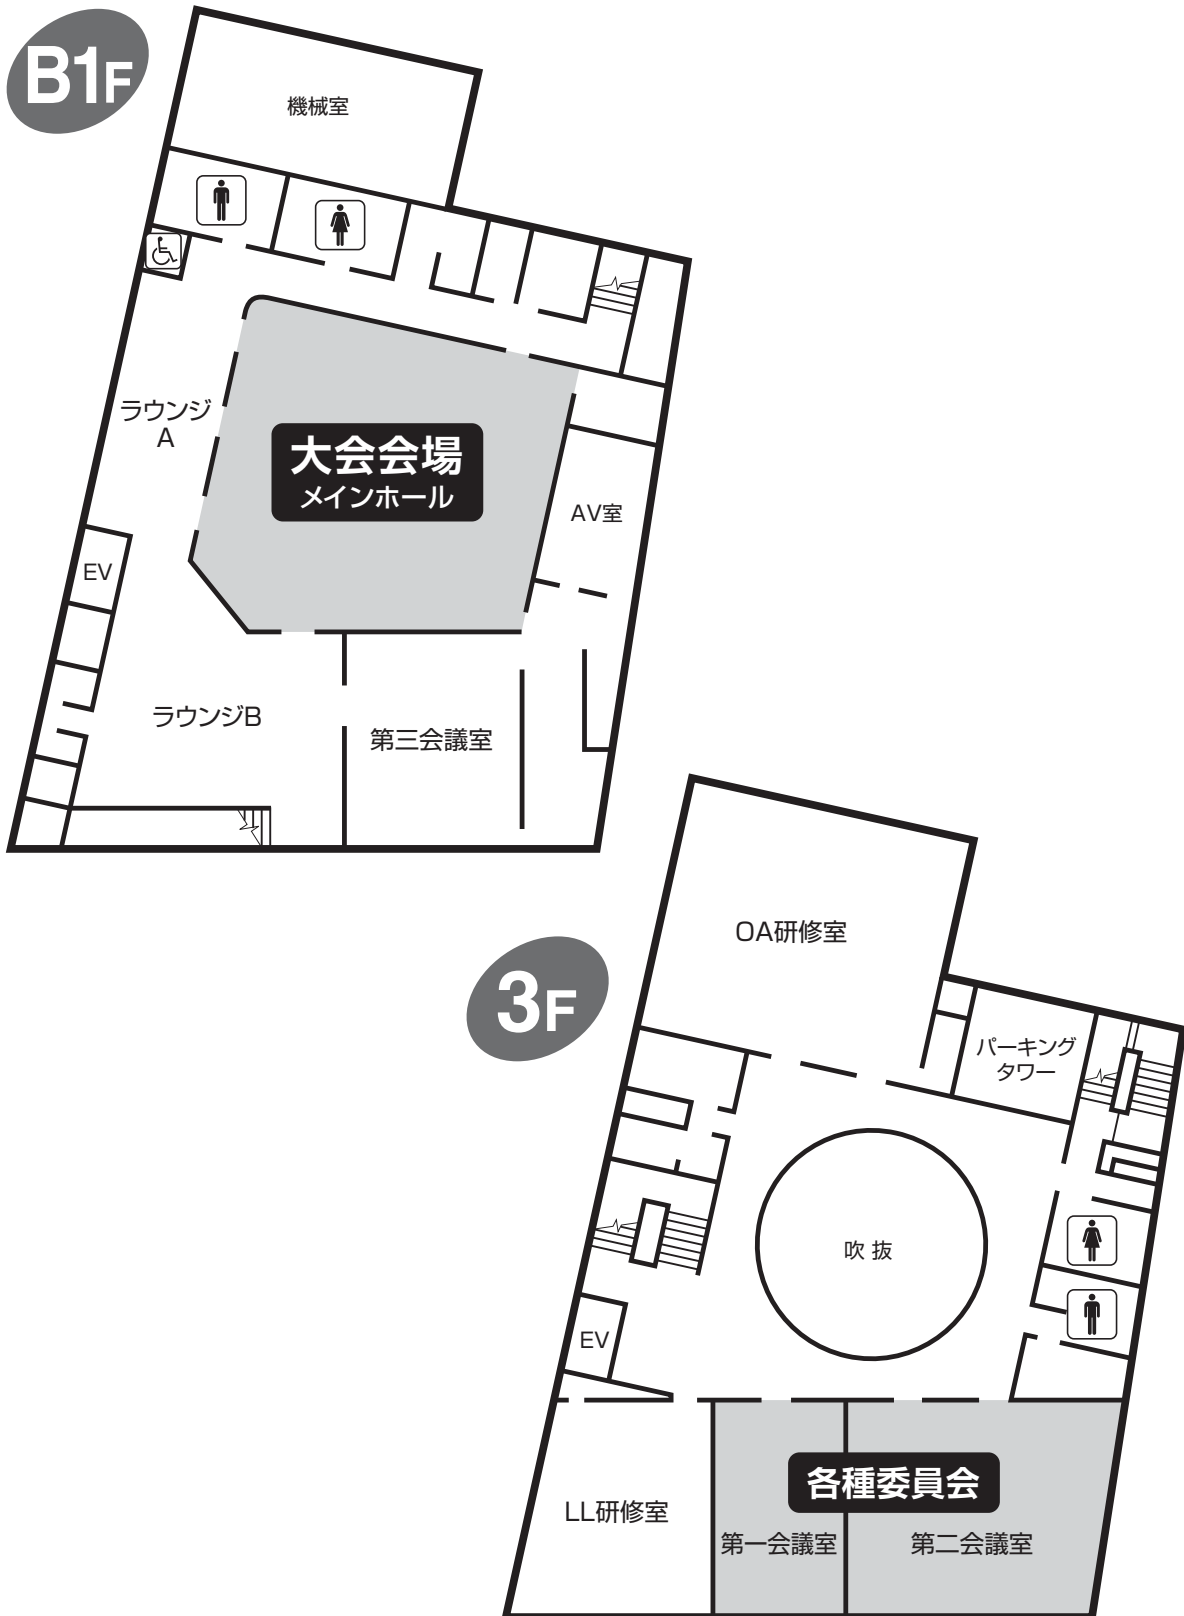 B1F
機械室
ラウンジ
A
大会会場
メインホール
AV室
EV
ラウンジB
第三会議室
3F
OA研修室
パーキング
タワー
吹 抜
EV
各種委員会
LL研修室
第一会議室
第二会議室